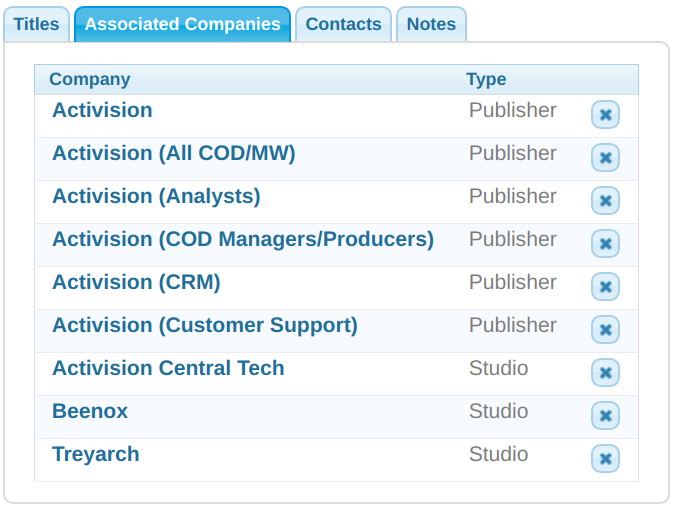 Titles Associated Companies Contacts Notes
Company Type
Activision Publisher
Activision (All COD/MW) Publisher
Activision (Analysts) Publisher
Activision (COD Managers/Producers) Publisher
Activision (CRM) Publisher
Activision (Customer Support) Publisher
Activision Central Tech Studio
Beenox Studio
Treyarch Studio